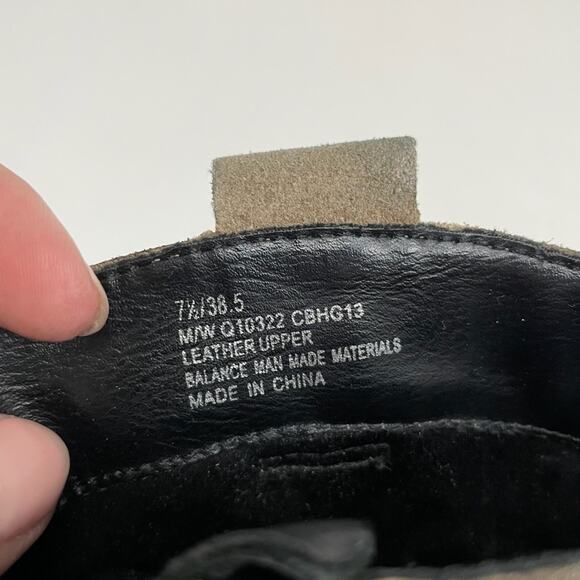 7½/38.5
M/W Q10322 CBHG13
LEATHER UPPER
BALANCE MAN MADE MATERIALS
MADE IN CHINA